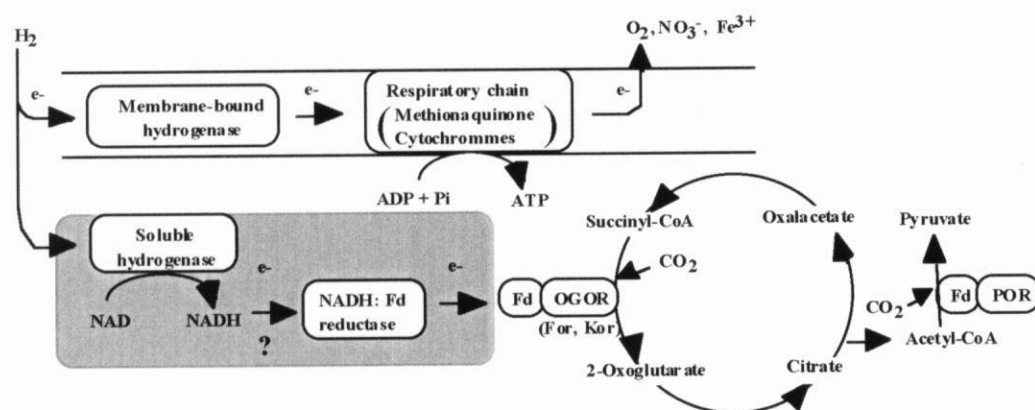 H2
O2, NO3-, Fe3+
e-
Membrane-bound
hydrogenase
e-
Respiratory chain
( Methionaquinone
Cytochrommes )
e-
ADP + Pi
ATP
Succinyl-CoA
Oxalacetate
Pyruvate
Soluble
hydrogenase
e-
e-
CO2
NAD
NADH
?
NADH: Fd
reductase
Fd
OGOR
(For, Kor)
CO2
Fd
POR
Acetyl-CoA
2-Oxoglutarate
Citrate